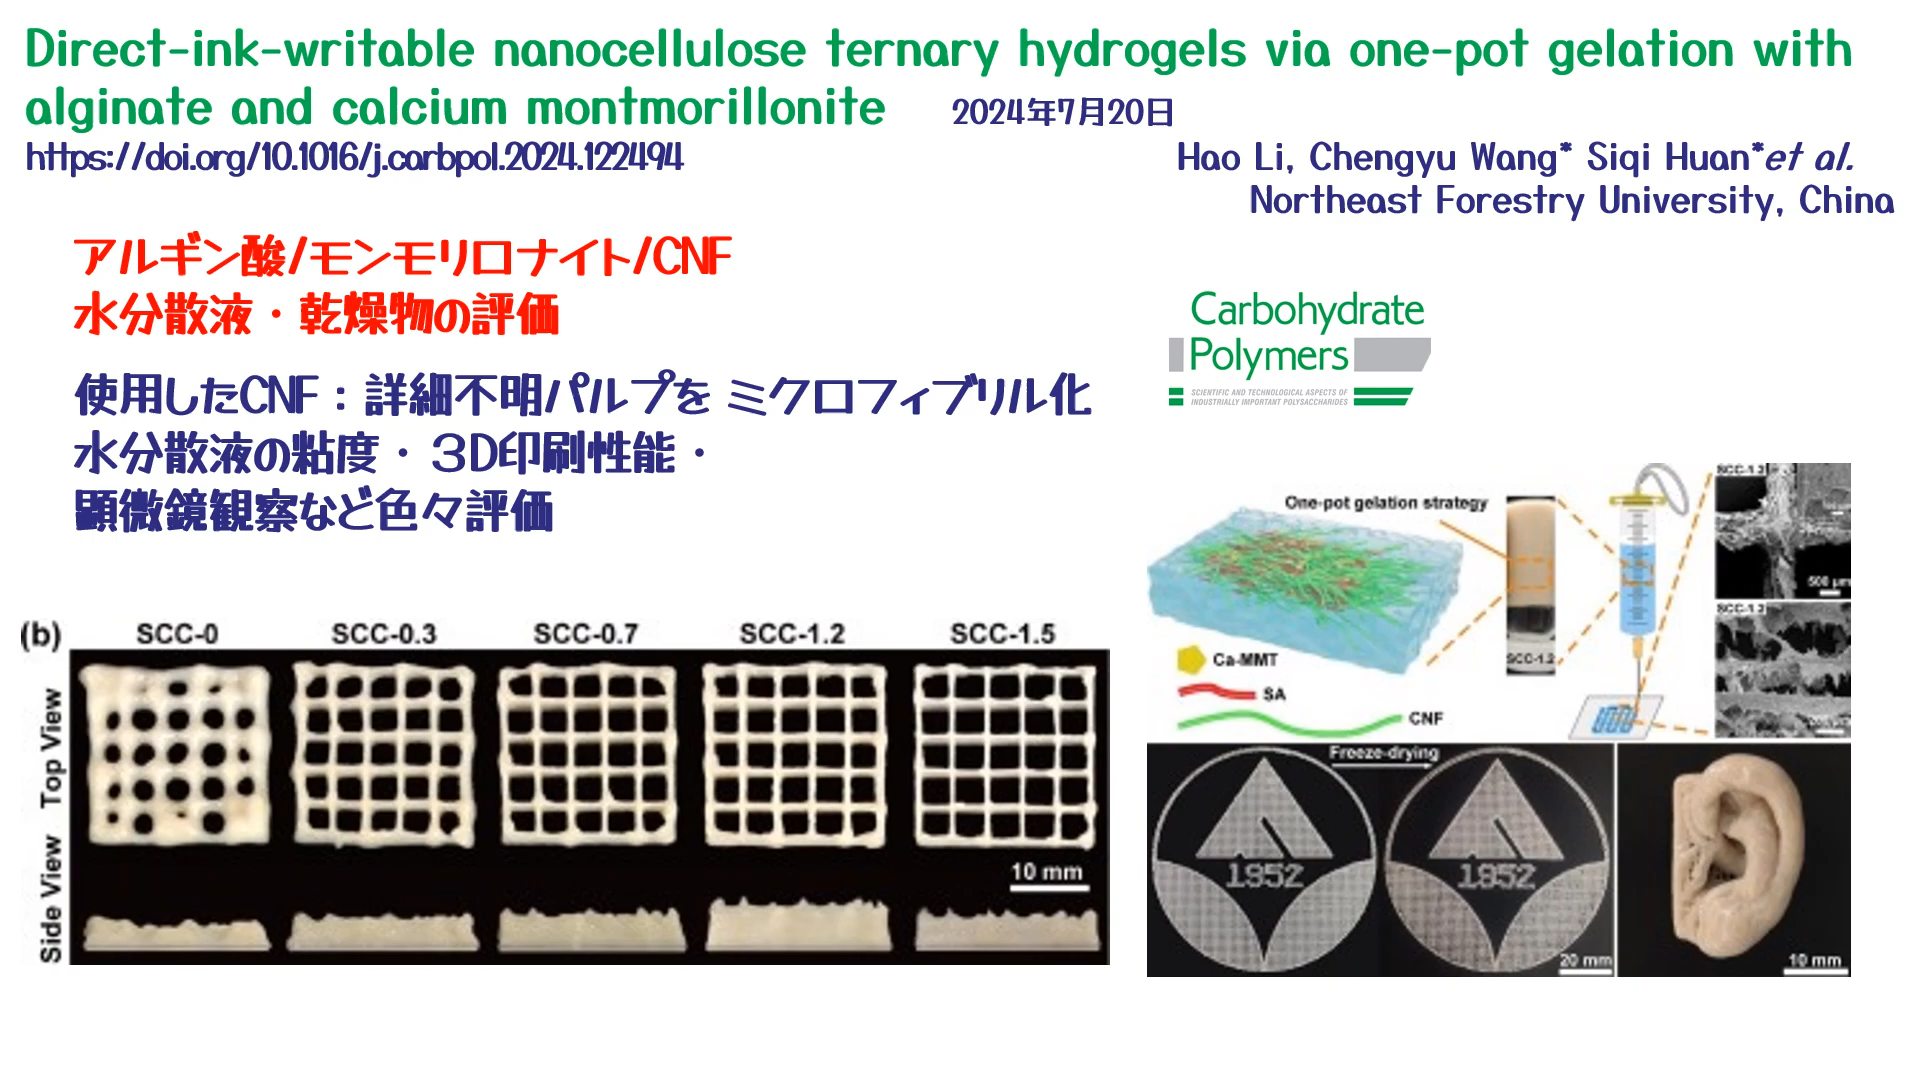 Direct-ink-writable nanocellulose ternary hydrogels via one-pot gelation with
alginate and calcium montmorillonite
2024年7月20日
https://doi.org/10.1016/j.carbpol.2024.122494
Hao Li, Chengyu Wang* Siqi Huan*et al.
Northeast Forestry University, China
アルギン酸/モンモリロナイト/CNF
水分散液・乾燥物の評価
使用したCNF：詳細不明パルプを ミクロフィブリル化
水分散液の粘度・３D印刷性能・
顕微鏡観察など色々評価
Carbohydrate
Polymers
SCIENTIFIC AND TECHNOLOGICAL ASPECTS OF
INDUSTRIALLY IMPORTANT POLYSACCHARIDES
(b)
SCC-0
SCC-0.3
SCC-0.7
SCC-1.2
SCC-1.5
Top View
Side View
10 mm
One-pot gelation strategy
SCC-1.2
Ca-MMT
SA
CNF
SCC-1.2
500 μm
SCC-1.2
Freeze-drying
1952
1952
20 mm
10 mm